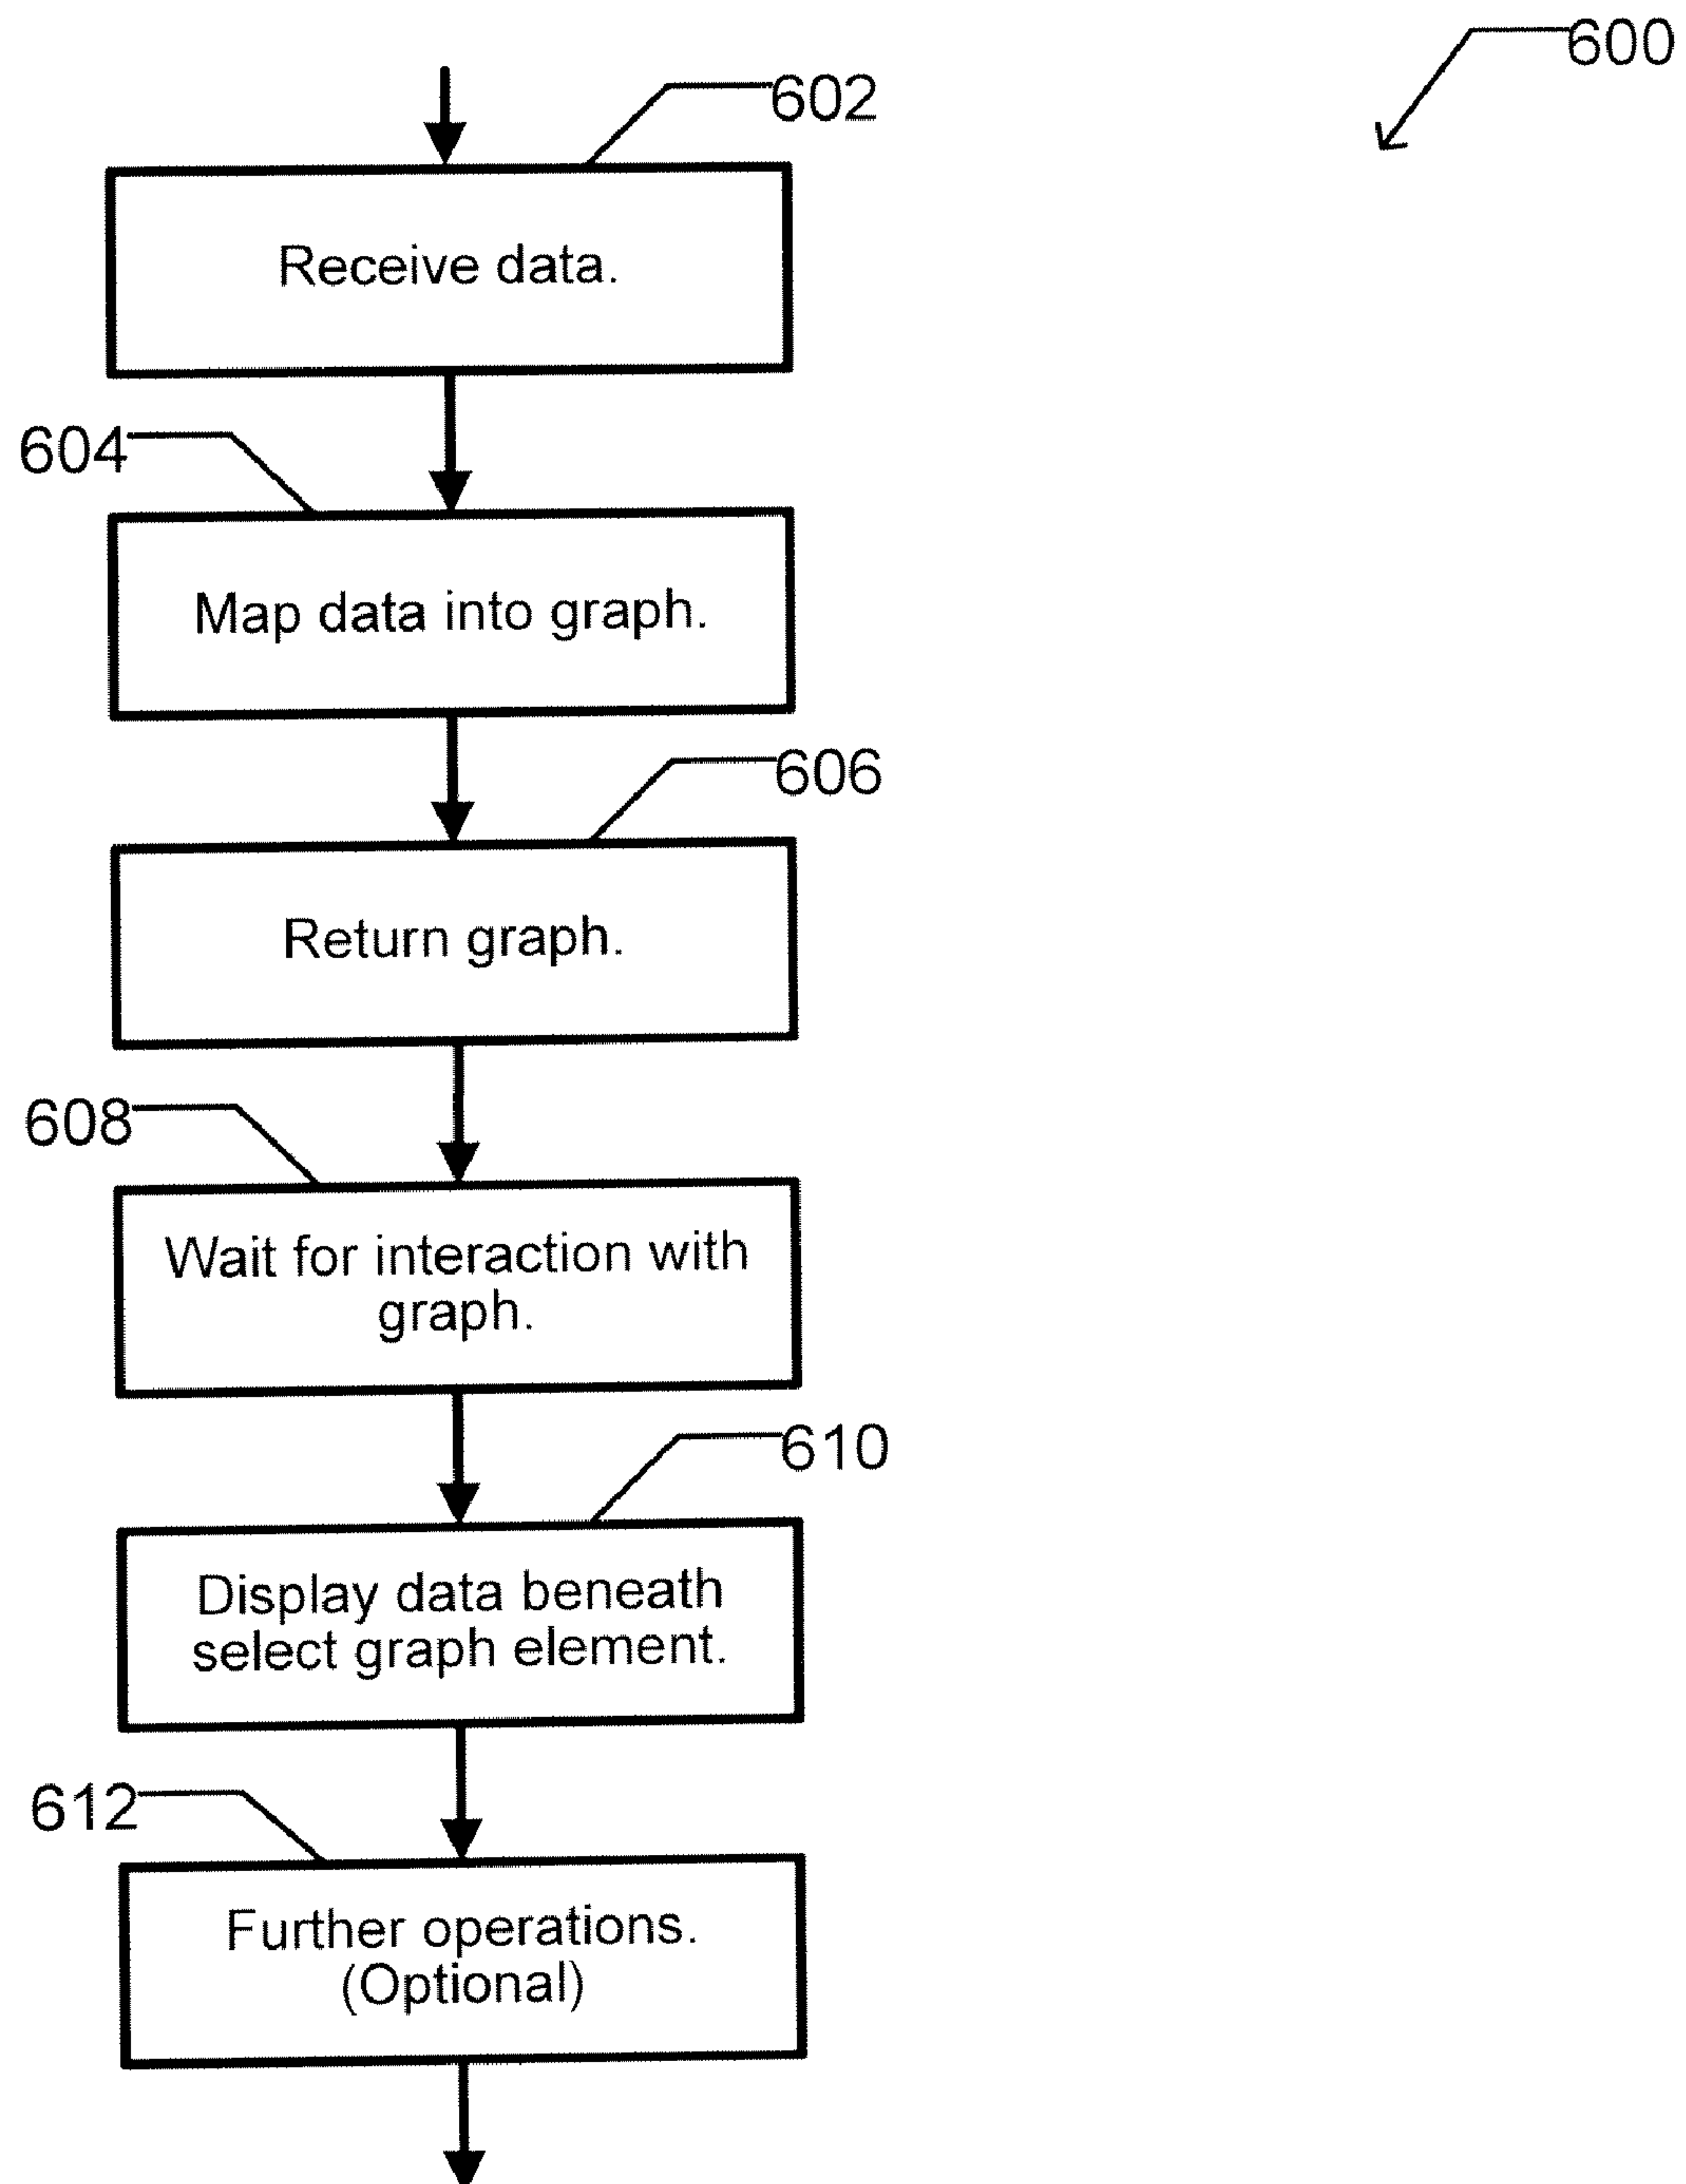 600
602
Receive data.
604
Map data into graph.
606
Return graph.
608
Wait for interaction with
graph.
610
Display data beneath
select graph element.
612
Further operations.
(Optional)